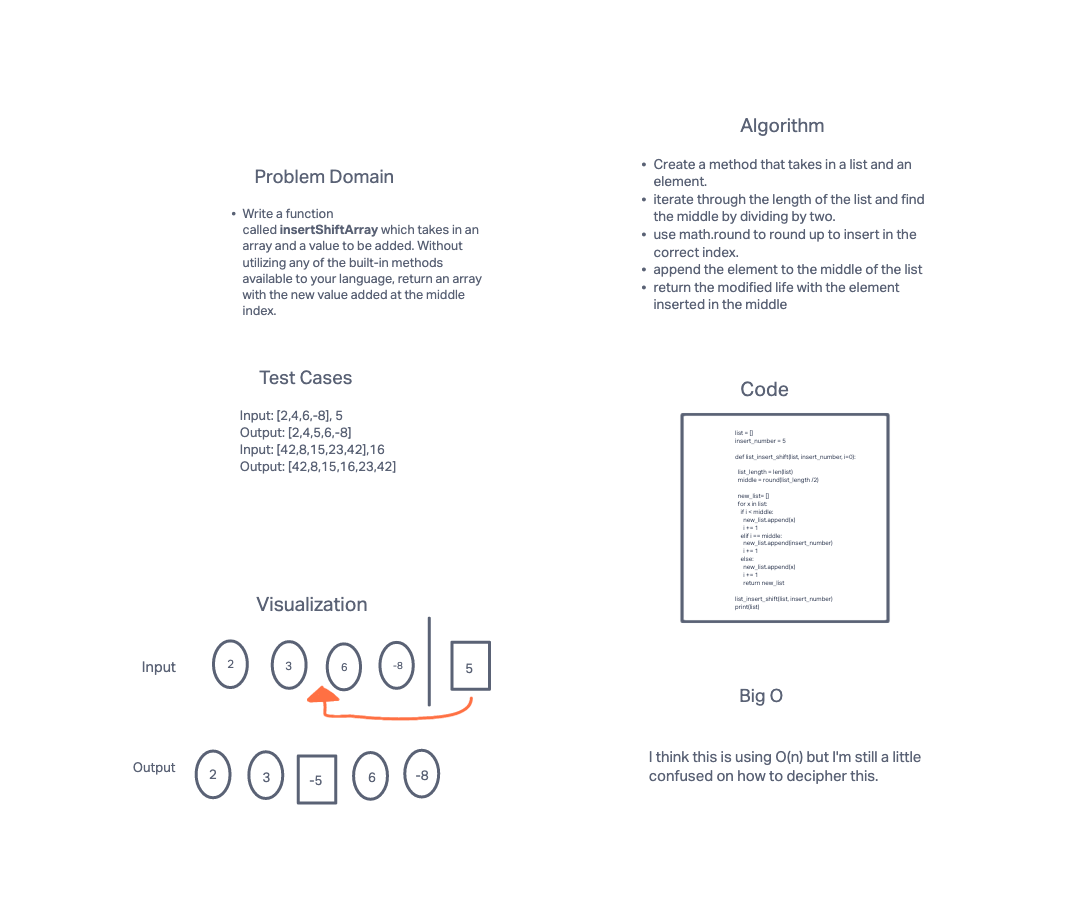 Problem Domain
• Write a function
called insertShiftArray which takes in an
array and a value to be added. Without
utilizing any of the built-in methods
available to your language, return an array
with the new value added at the middle
index.
Test Cases
Input: [2,4,6,-8], 5
Output: [2,4,5,6,-8]
Input: [42,8,15,23,42],16
Output: [42,8,15,16,23,42]
Visualization
Input
2 3 6 -8 5
Output
2 3 -5 6 -8
Algorithm
• Create a method that takes in a list and an
element.
• iterate through the length of the list and find
the middle by dividing by two.
• use math.round to round up to insert in the
correct index.
• append the element to the middle of the list
• return the modified life with the element
inserted in the middle
Code
list = []
insert_number = 5
def list_insert_shift(list, insert_number, i=0):
list_length = len(list)
middle = round(list_length /2)
new_list= []
for x in list:
if i < middle:
new_list.append(x)
i += 1
elif i == middle:
new_list.append(insert_number)
i += 1
else:
new_list.append(x)
i += 1
return new_list
list_insert_shift(list, insert_number)
print(list)
Big O
I think this is using O(n) but I'm still a little
confused on how to decipher this.